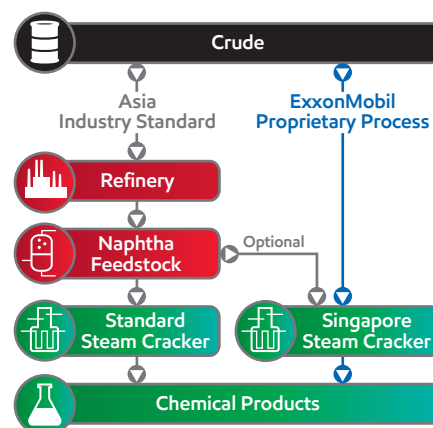 Crude
Asia
Industry Standard
ExxonMobil
Proprietary Process
Refinery
Naphtha
Feedstock
Optional
Standard
Steam Cracker
Singapore
Steam Cracker
Chemical Products